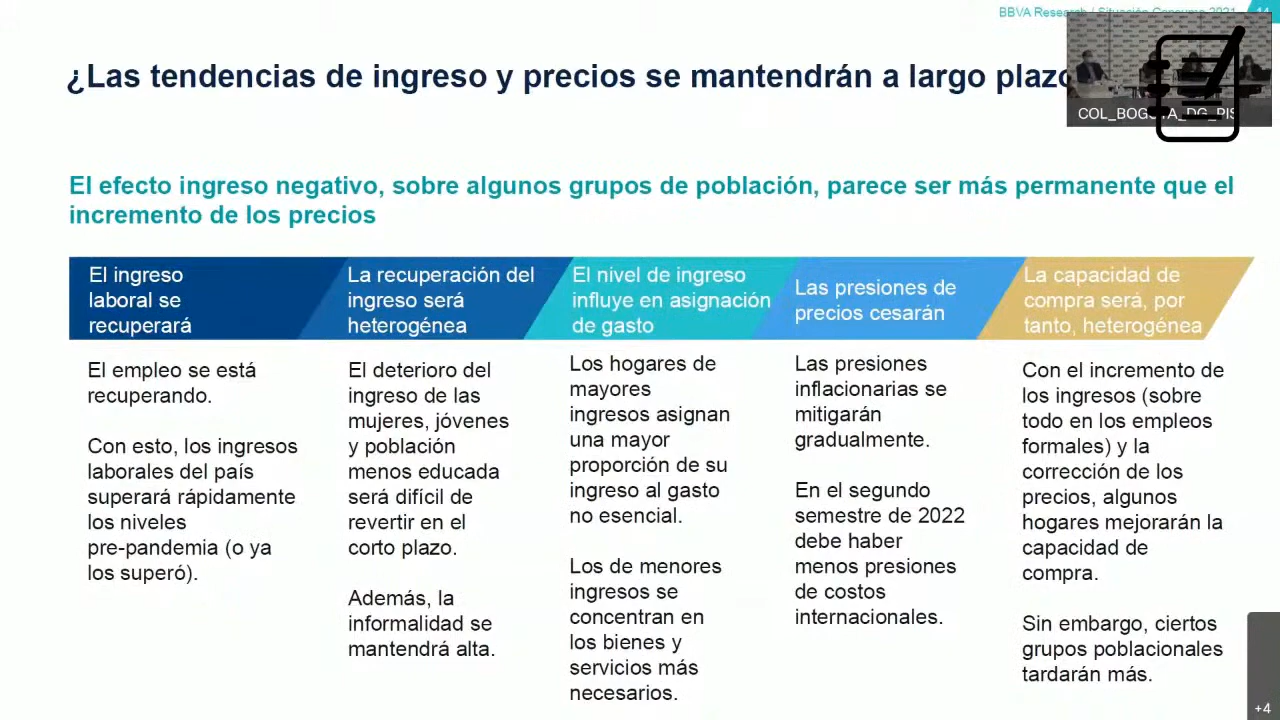 BBVA Research | Situación Consumo 2021 14
¿Las tendencias de ingreso y precios se mantendrán a largo plazo
El efecto ingreso negativo, sobre algunos grupos de población, parece ser más permanente que el
incremento de los precios
El ingreso
laboral se
recuperará
El empleo se está
recuperando.
Con esto, los ingresos
laborales del país
superará rápidamente
los niveles
pre-pandemia (o ya
los superó).
La recuperación del
ingreso será
heterogénea
El deterioro del
ingreso de las
mujeres, jóvenes
y población
menos educada
será difícil de
revertir en el
corto plazo.
Además, la
informalidad se
mantendrá alta.
El nivel de ingreso
influye en asignación
de gasto
Los hogares de
mayores
ingresos asignan
una mayor
proporción de su
ingreso al gasto
no esencial.
Los de menores
ingresos se
concentran en
los bienes y
servicios más
necesarios.
Las presiones de
precios cesarán
Las presiones
inflacionarias se
mitigarán
gradualmente.
En el segundo
semestre de 2022
debe haber
menos presiones
de costos
internacionales.
La capacidad de
compra será, por
tanto, heterogénea
Con el incremento de
los ingresos (sobre
todo en los empleos
formales) y la
corrección de los
precios, algunos
hogares mejorarán la
capacidad de
compra.
Sin embargo, ciertos
grupos poblacionales
tardarán más.
+4